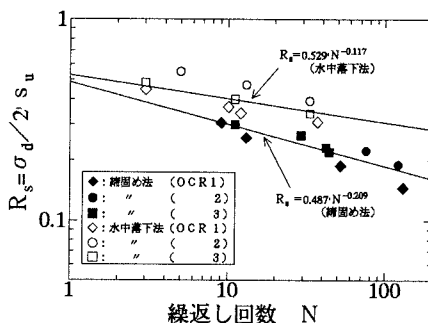 1
R_s=0.529·N^-0.117
(水中落下法)
R_s=σ_d/2 s_u
R_s=0.487·N^-0.209
(締固め法)
◆: 締固め法 (OCR1)
●: 〃 ( 2)
■: 〃 ( 3)
◇: 水中落下法 (OCR1)
○: 〃 ( 2)
□: 〃 ( 3)
0.1
1 10 100
繰返し回数 N